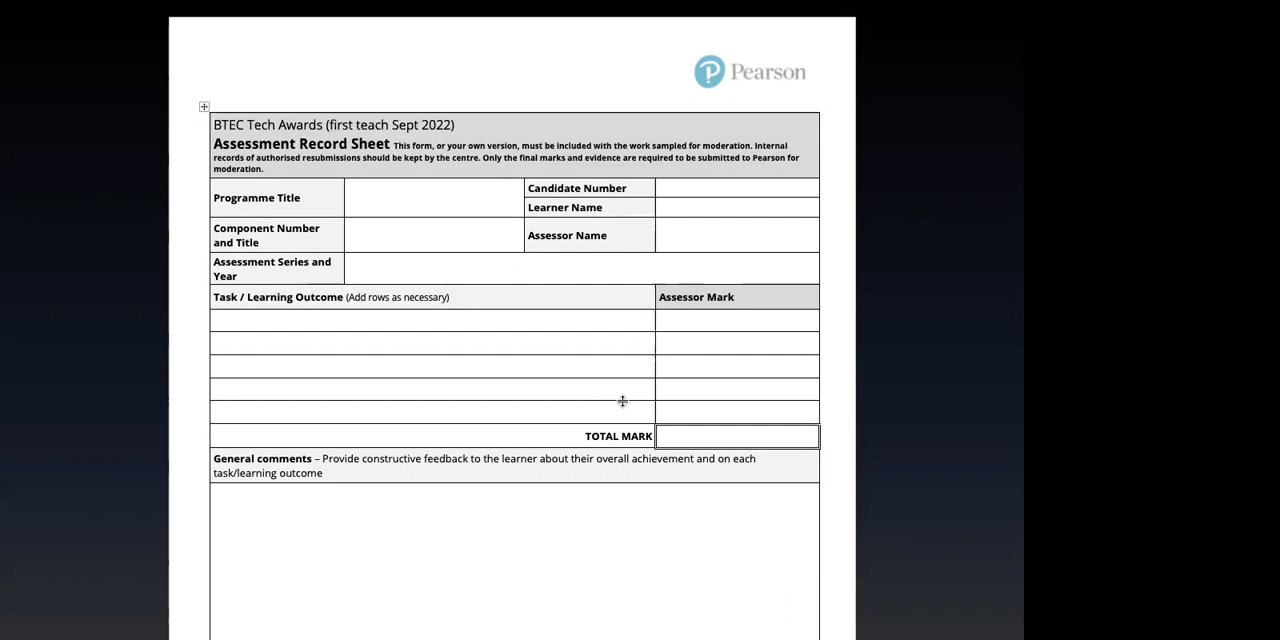 Pearson
BTEC Tech Awards (first teach Sept 2022)
Assessment Record Sheet This form, or your own version, must be included with the work sampled for moderation. Internal
records of authorised resubmissions should be kept by the centre. Only the final marks and evidence are required to be submitted to Pearson for
moderation.
Programme Title
Candidate Number
Learner Name
Component Number
and Title
Assessor Name
Assessment Series and
Year
Task / Learning Outcome (Add rows as necessary)
Assessor Mark
TOTAL MARK
General comments – Provide constructive feedback to the learner about their overall achievement and on each
task/learning outcome